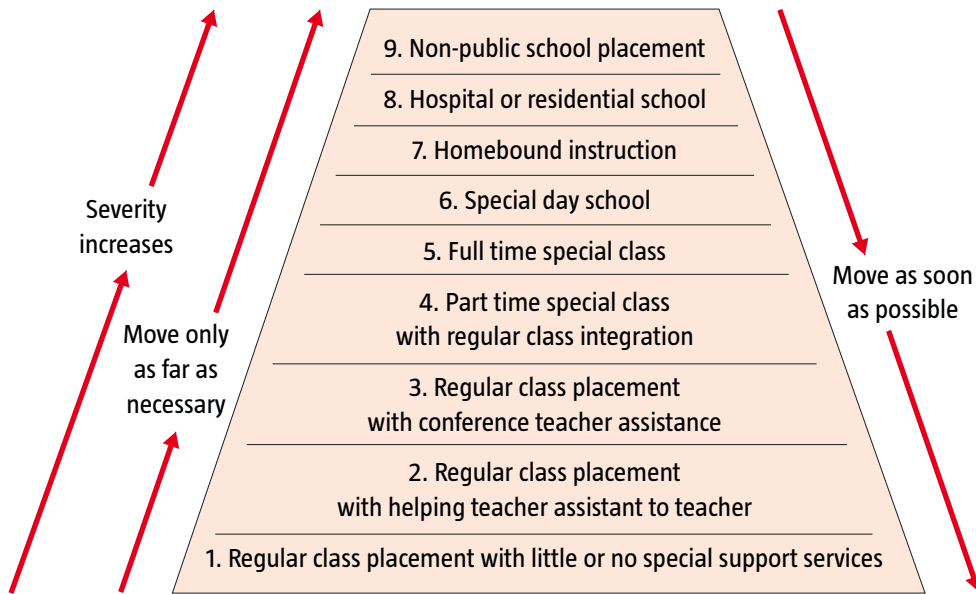 9. Non-public school placement
8. Hospital or residential school
7. Homebound instruction
6. Special day school
5. Full time special class
4. Part time special class
with regular class integration
3. Regular class placement
with conference teacher assistance
2. Regular class placement
with helping teacher assistant to teacher
1. Regular class placement with little or no special support services
Severity
increases
Move only
as far as
necessary
Move as soon
as possible